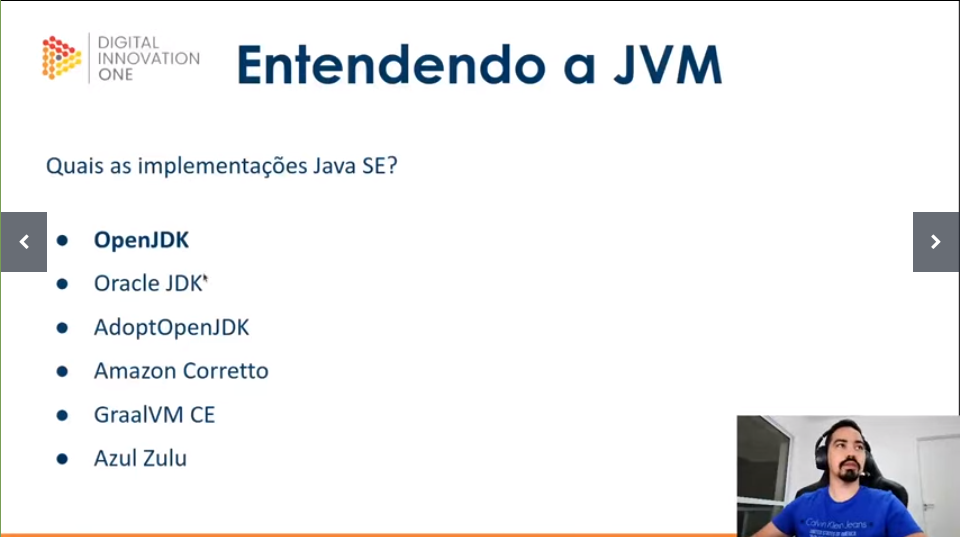 DIGITAL
INNOVATION
ONE
Entendendo a JVM
Quais as implementações Java SE?
● OpenJDK
● Oracle JDK
● AdoptOpenJDK
● Amazon Corretto
● GraalVM CE
● Azul Zulu
Calvin Klein Jeans